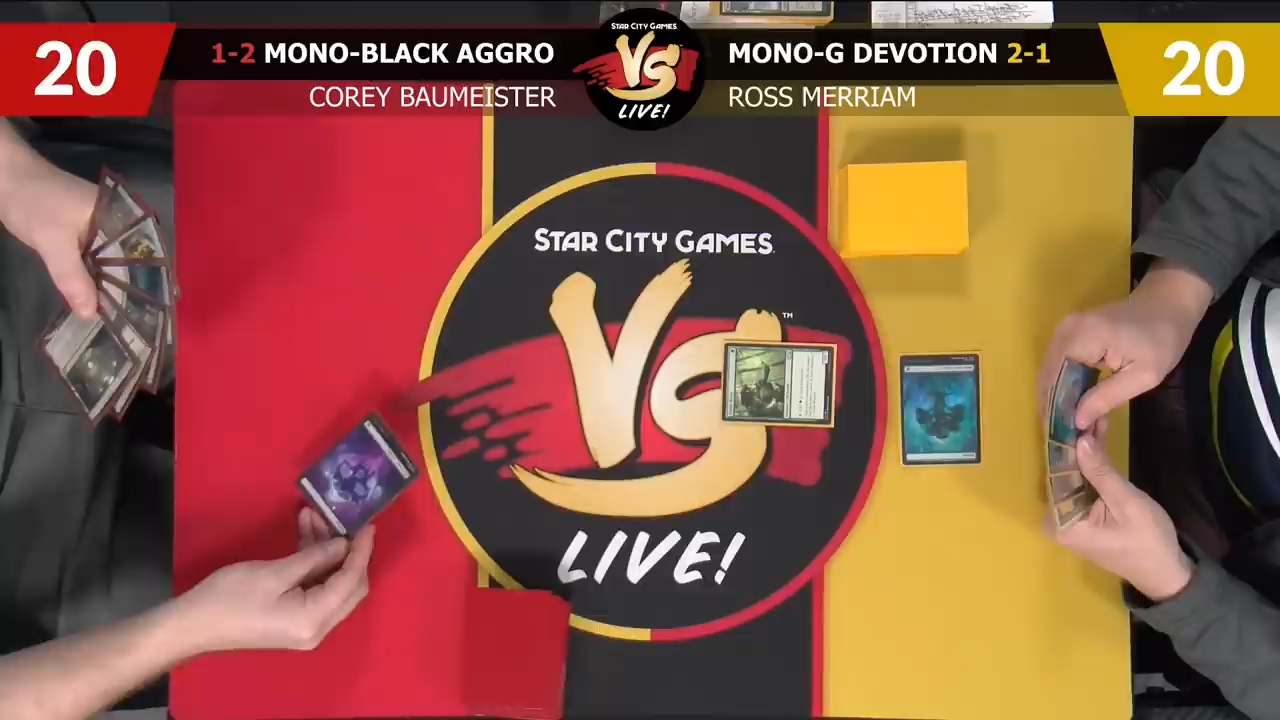 20
1-2 MONO-BLACK AGGRO
COREY BAUMEISTER
STAR CITY GAMES
VS
LIVE!
MONO-G DEVOTION 2-1
ROSS MERRIAM
20
STAR CITY GAMES
VS
™
LIVE!